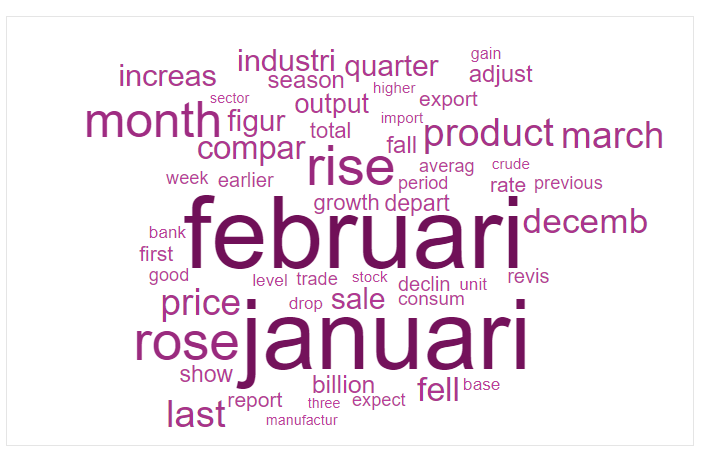 gain
industri quarter
increas season adjust
sector higher
output export
month figur total import
compar fall product march
rise averag crude
week earlier period rate previous
growth depart
februari decemb
bank
first
good level trade stock declin unit revis
price drop sale consum
januari
rose
show
billion fell base
last report three expect
manufactur